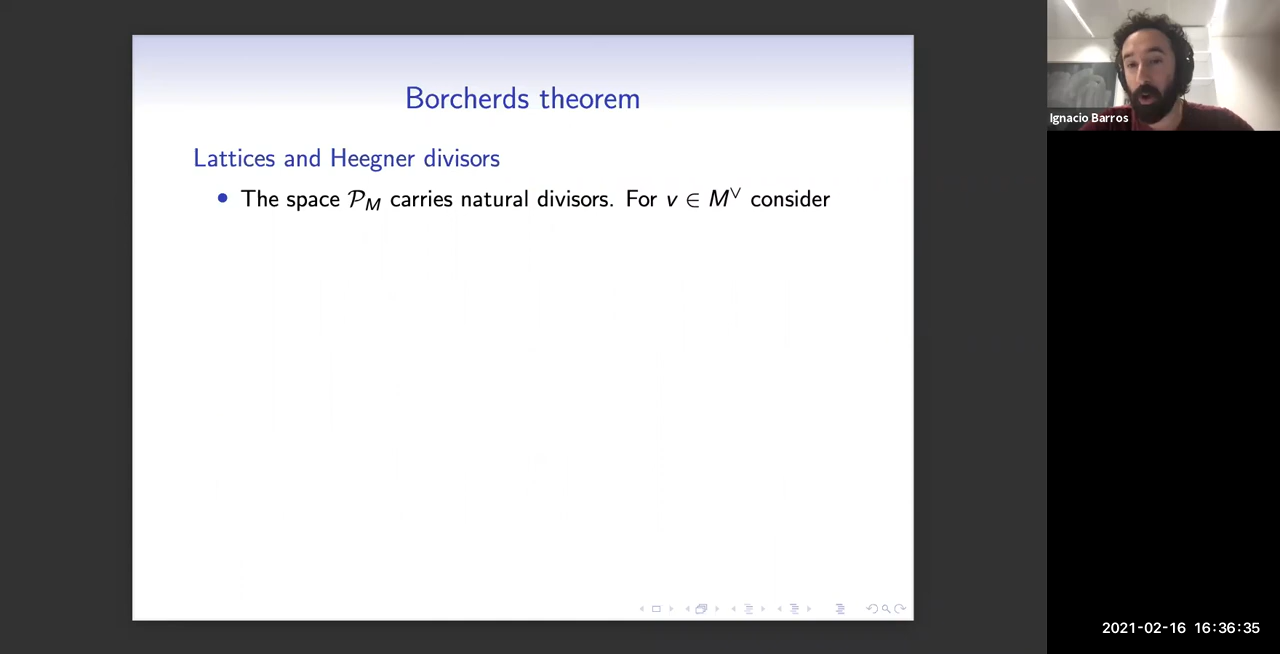 Borcherds theorem
Lattices and Heegner divisors
• The space 𝒫_M carries natural divisors. For v ∈ M^∨ consider
Ignacio Barros
2021-02-16 16:36:35